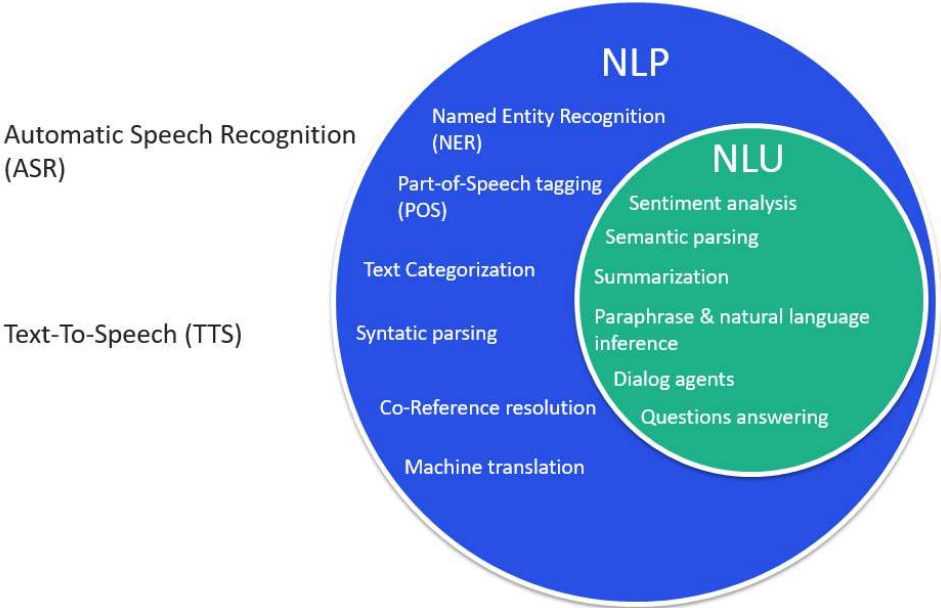 NLP
Named Entity Recognition
(NER)
Automatic Speech Recognition
(ASR)
NLU
Part-of-Speech tagging
(POS)
Sentiment analysis
Semantic parsing
Text Categorization
Summarization
Paraphrase & natural language
inference
Text-To-Speech (TTS)
Syntatic parsing
Dialog agents
Co-Reference resolution
Questions answering
Machine translation